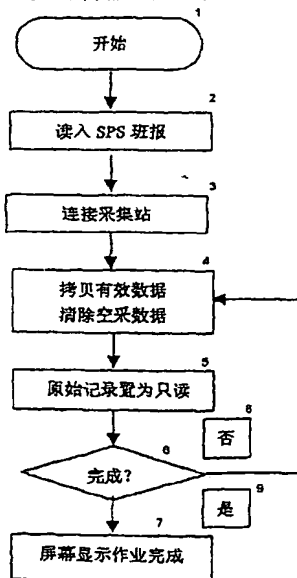 1
开始
2
读入 SPS 班报
3
连接采集站
4
拷贝有效数据
清除空采数据
5
原始记录置为只读
8
否
6
完成?
9
是
7
屏幕显示作业完成